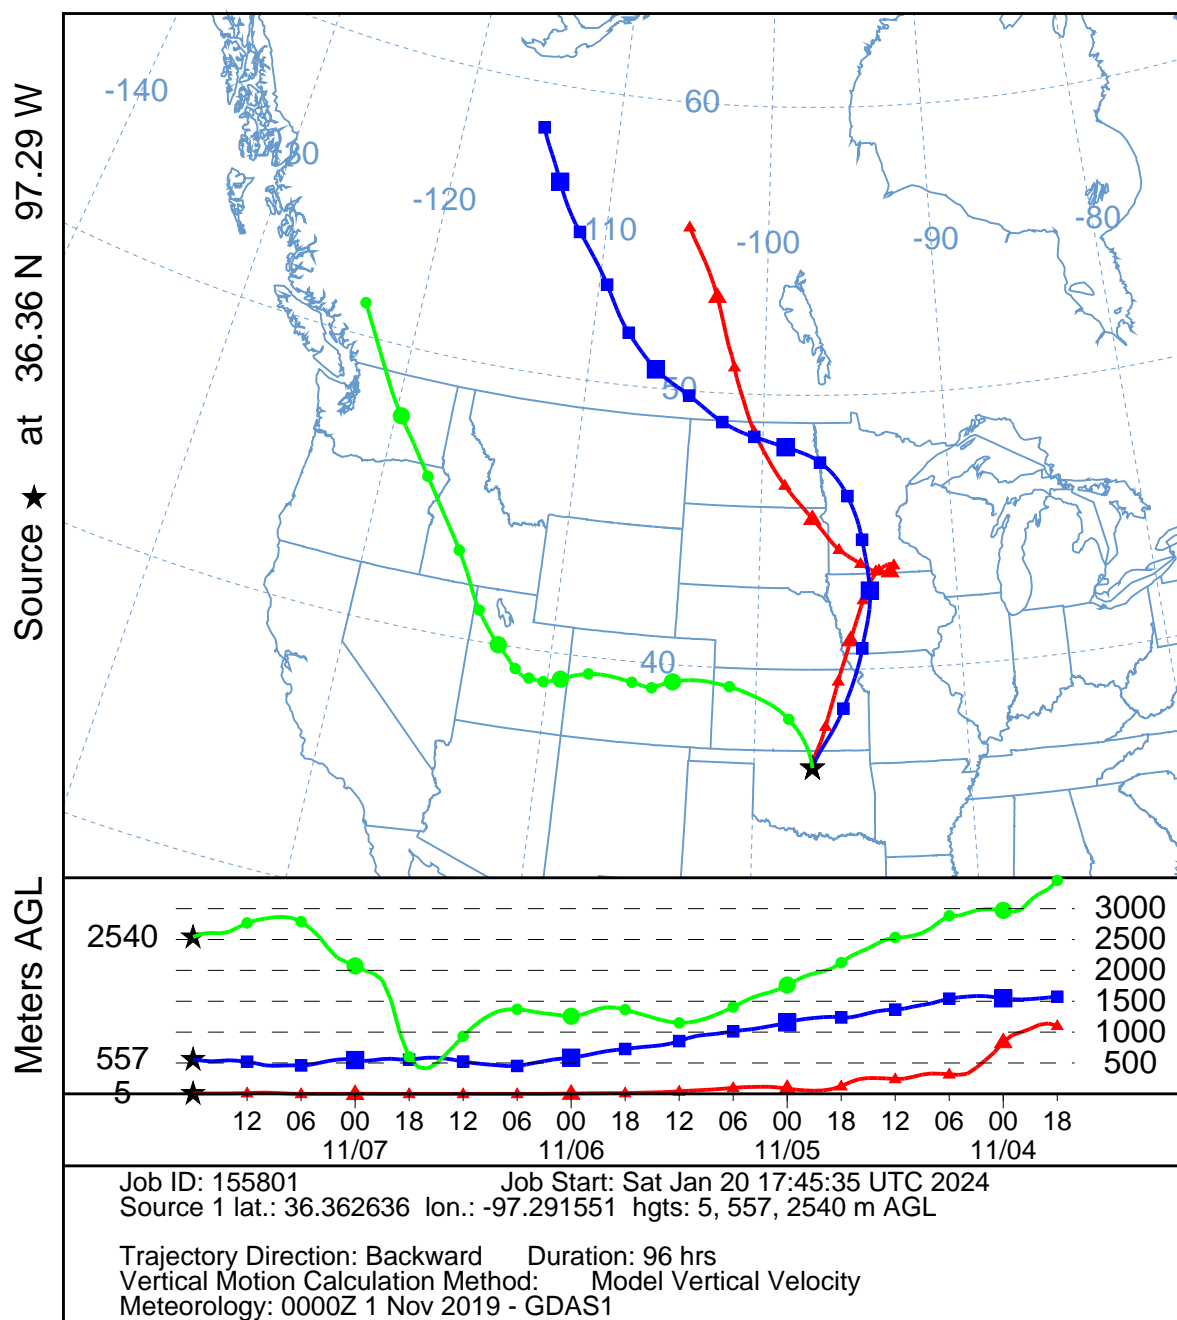 Source ★ at 36.36 N 97.29 W
-140
60
-120
-110
-100
-90
-80
50
40
Meters AGL
2540
557
5
3000
2500
2000
1500
1000
500
12 06 00 18 12 06 00 18 12 06 00 18 12 06 00 18
11/07 11/06 11/05 11/04
Job ID: 155801 Job Start: Sat Jan 20 17:45:35 UTC 2024
Source 1 lat.: 36.362636 lon.: -97.291551 hgts: 5, 557, 2540 m AGL
Trajectory Direction: Backward Duration: 96 hrs
Vertical Motion Calculation Method: Model Vertical Velocity
Meteorology: 0000Z 1 Nov 2019 - GDAS1